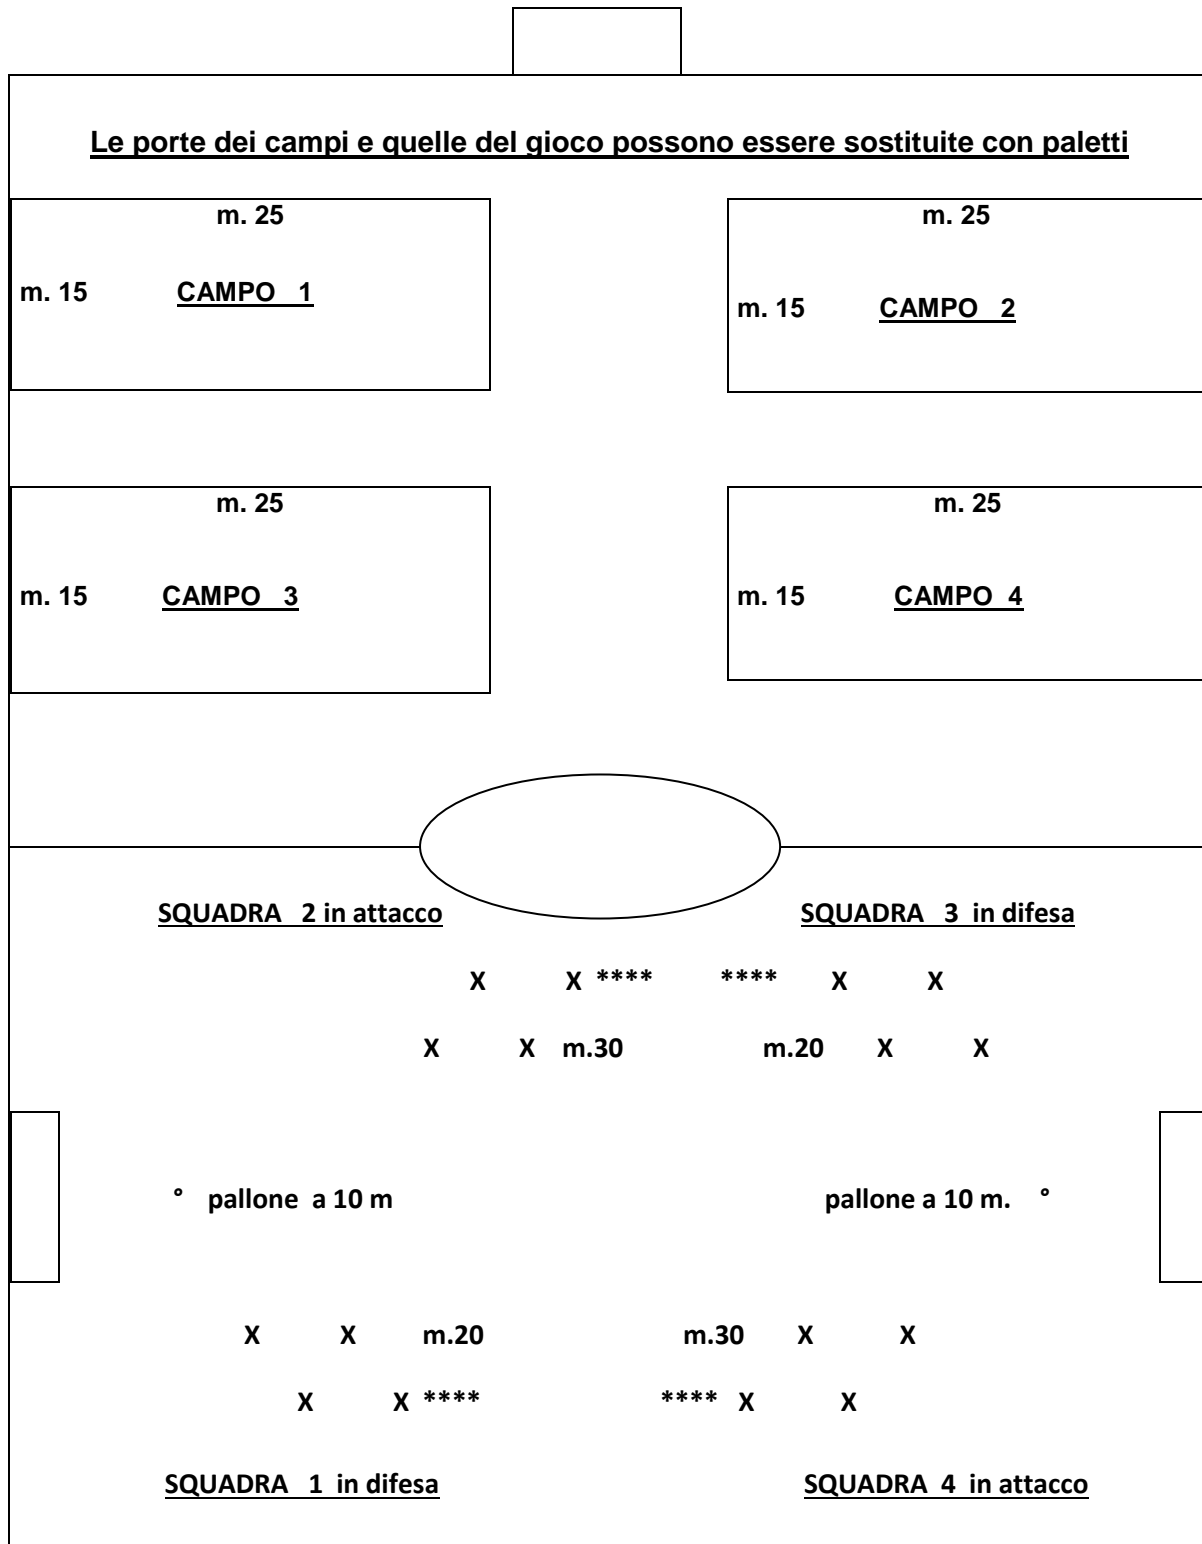 Le porte dei campi e quelle del gioco possono essere sostituite con paletti
m. 25 m. 25
m. 15 CAMPO 1
m. 15 CAMPO 2
m. 25 m. 25
m. 15 CAMPO 3 m. 15 CAMPO 4
SQUADRA 2 in attacco SQUADRA 3 in difesa
X X **** **** X X
X X m.30 m.20 X X
° pallone a 10 m pallone a 10 m. °
X X m.20 m.30 X X
X X **** **** X X
SQUADRA 1 in difesa SQUADRA 4 in attacco